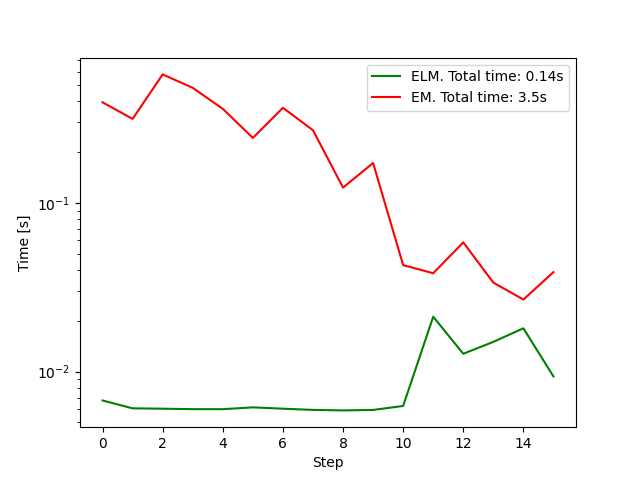 ELM. Total time: 0.14s
EM. Total time: 3.5s
10⁻¹
10⁻²
Time [s]
0 2 4 6 8 10 12 14
Step